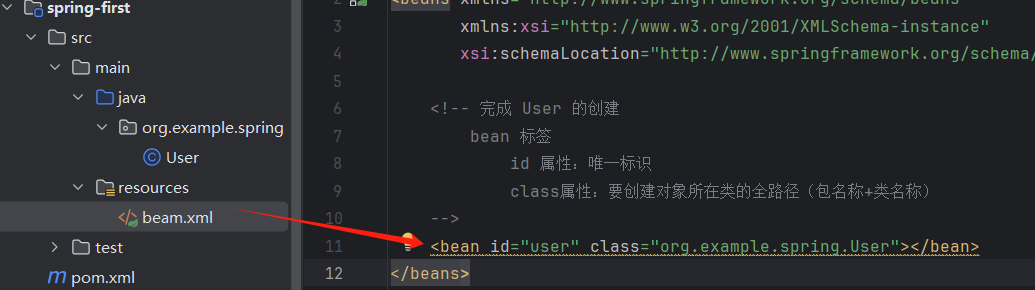 spring-first
src
main
java
org.example.spring
User
resources
beam.xml
test
pom.xml
2 <beans xmlns="http://www.springframework.org/schema/beans"
3 xmlns:xsi="http://www.w3.org/2001/XMLSchema-instance"
4 xsi:schemaLocation="http://www.springframework.org/schema/
5
6 <!-- 完成 User 的创建
7 bean 标签
8 id 属性：唯一标识
9 class属性：要创建对象所在类的全路径（包名称+类名称）
10 -->
11 <bean id="user" class="org.example.spring.User"></bean>
12 </beans>